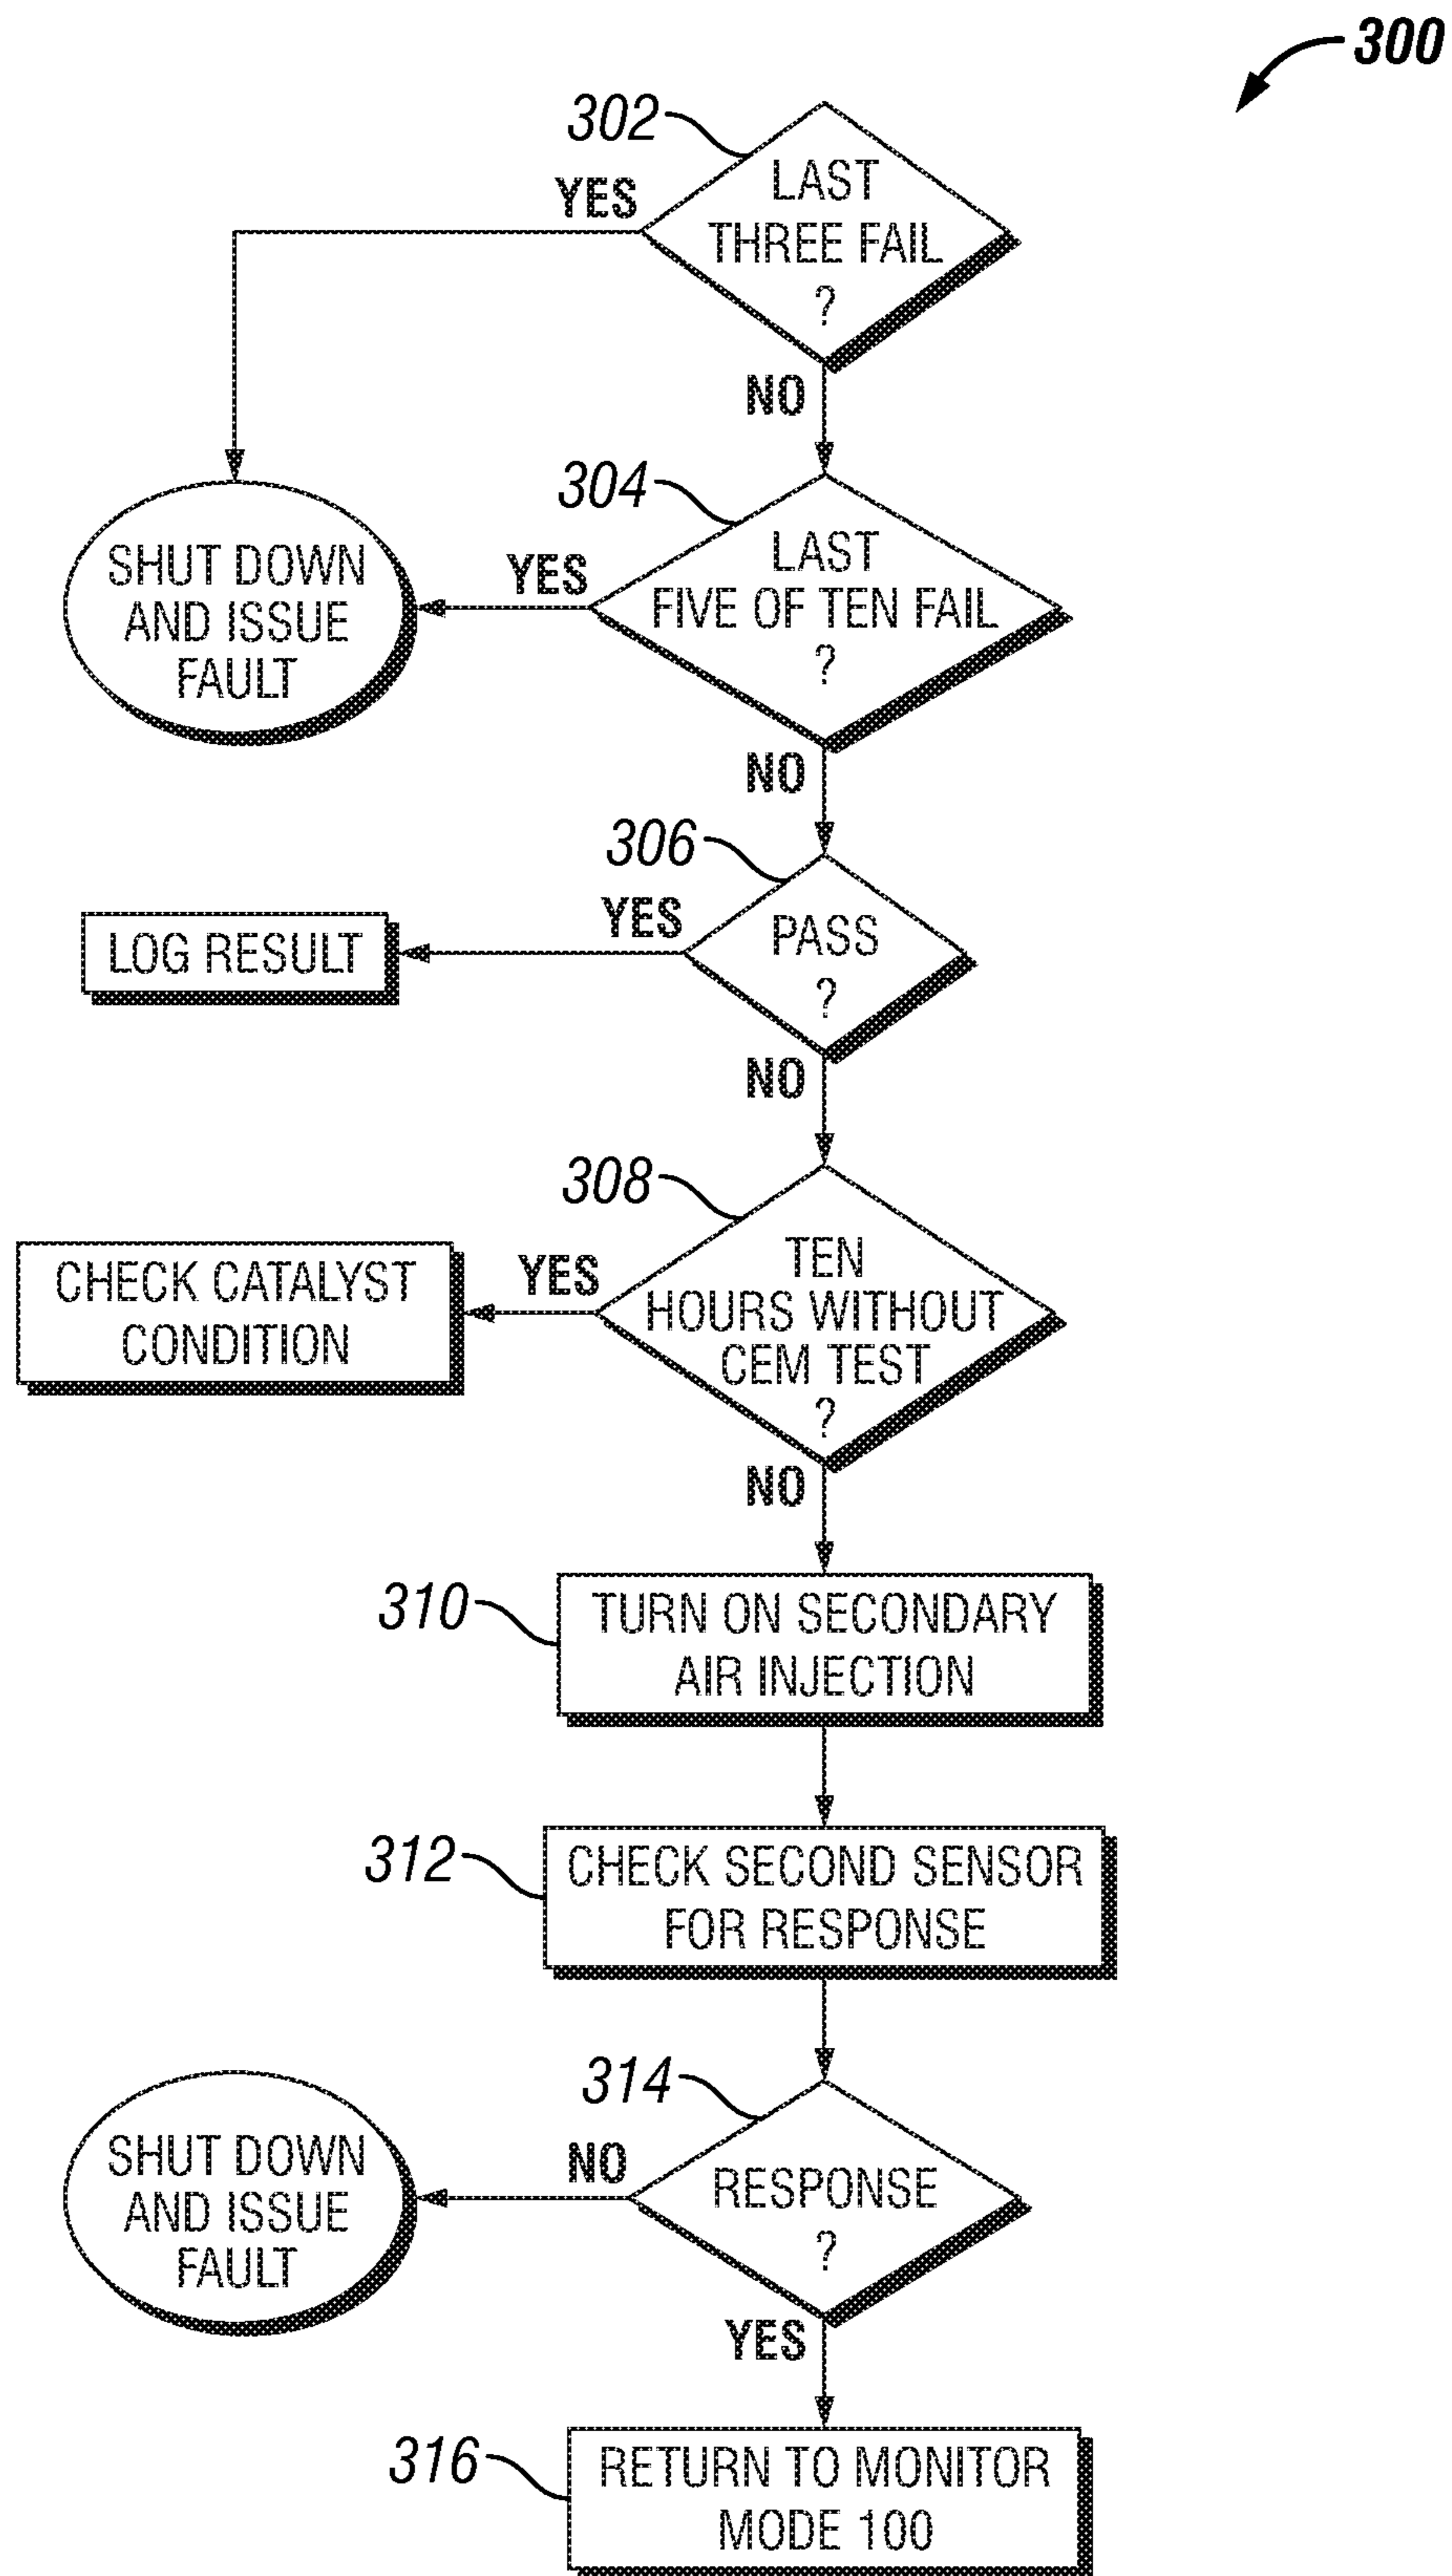 300
302
YES
LAST
THREE FAIL
?
NO
304
SHUT DOWN
AND ISSUE
FAULT
YES
LAST
FIVE OF TEN FAIL
?
NO
306
LOG RESULT
YES
PASS
?
NO
308
CHECK CATALYST
CONDITION
YES
TEN
HOURS WITHOUT
CEM TEST
?
NO
310
TURN ON SECONDARY
AIR INJECTION
312
CHECK SECOND SENSOR
FOR RESPONSE
314
SHUT DOWN
AND ISSUE
FAULT
NO
RESPONSE
?
YES
316
RETURN TO MONITOR
MODE 100